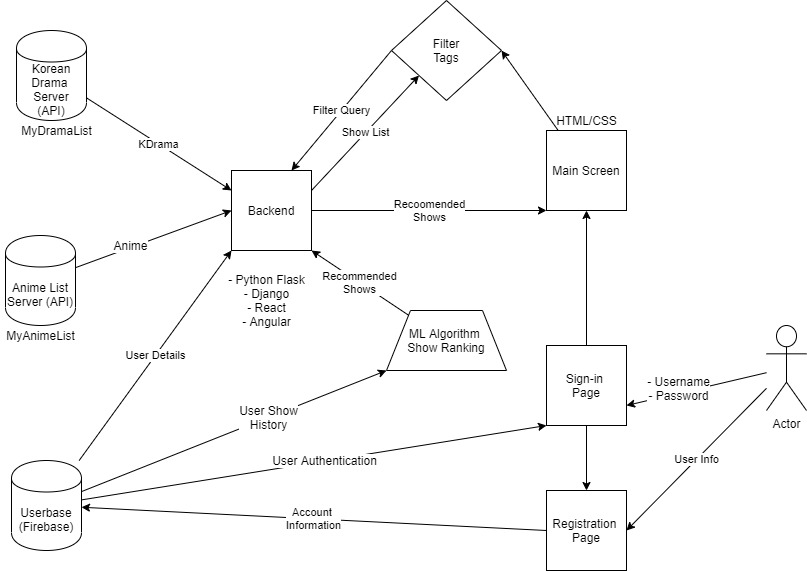 Filter
Tags
Korean
Drama
Server
(API)
MyDramaList
Filter Query
Show List
HTML/CSS
KDrama
Main Screen
Backend
Recoomended
Shows
Anime
Anime List
Server (API)
MyAnimeList
- Python Flask
- Django
- React
- Angular
Recommended
Shows
ML Algorithm
Show Ranking
User Details
Sign-in
Page
- Username
- Password
Actor
User Show
History
User Authentication
User Info
Userbase
(Firebase)
Account
Information
Registration
Page